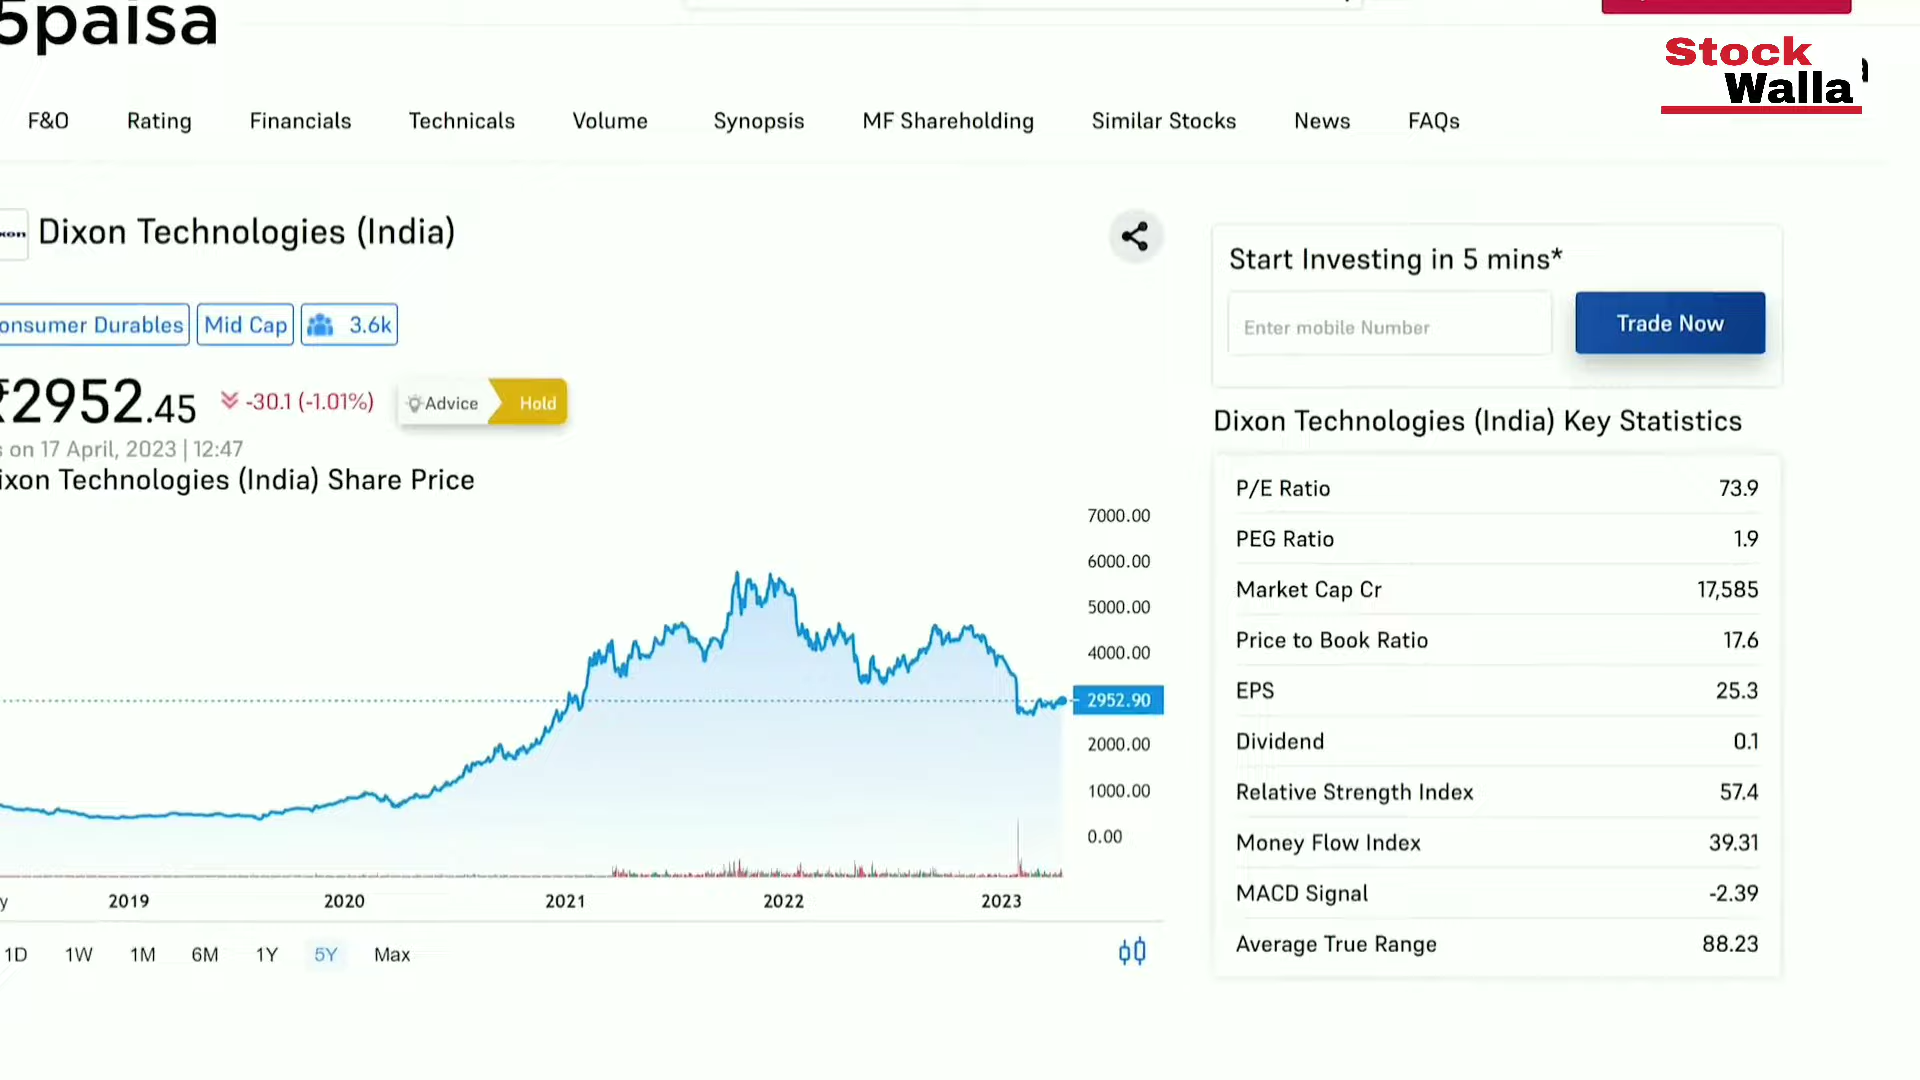 5paisa
Stock
Walla
F&O Rating Financials Technicals Volume Synopsis MF Shareholding Similar Stocks News FAQs
xon
Dixon Technologies (India)
onsumer Durables Mid Cap 3.6k
₹2952.45 -30.1 (-1.01%) Advice Hold
s on 17 April, 2023 | 12:47
ixon Technologies (India) Share Price
7000.00
6000.00
5000.00
4000.00
2952.90
2000.00
1000.00
0.00
y 2019 2020 2021 2022 2023
1D 1W 1M 6M 1Y 5Y Max
Start Investing in 5 mins*
Enter mobile Number Trade Now
Dixon Technologies (India) Key Statistics
P/E Ratio 73.9
PEG Ratio 1.9
Market Cap Cr 17,585
Price to Book Ratio 17.6
EPS 25.3
Dividend 0.1
Relative Strength Index 57.4
Money Flow Index 39.31
MACD Signal -2.39
Average True Range 88.23